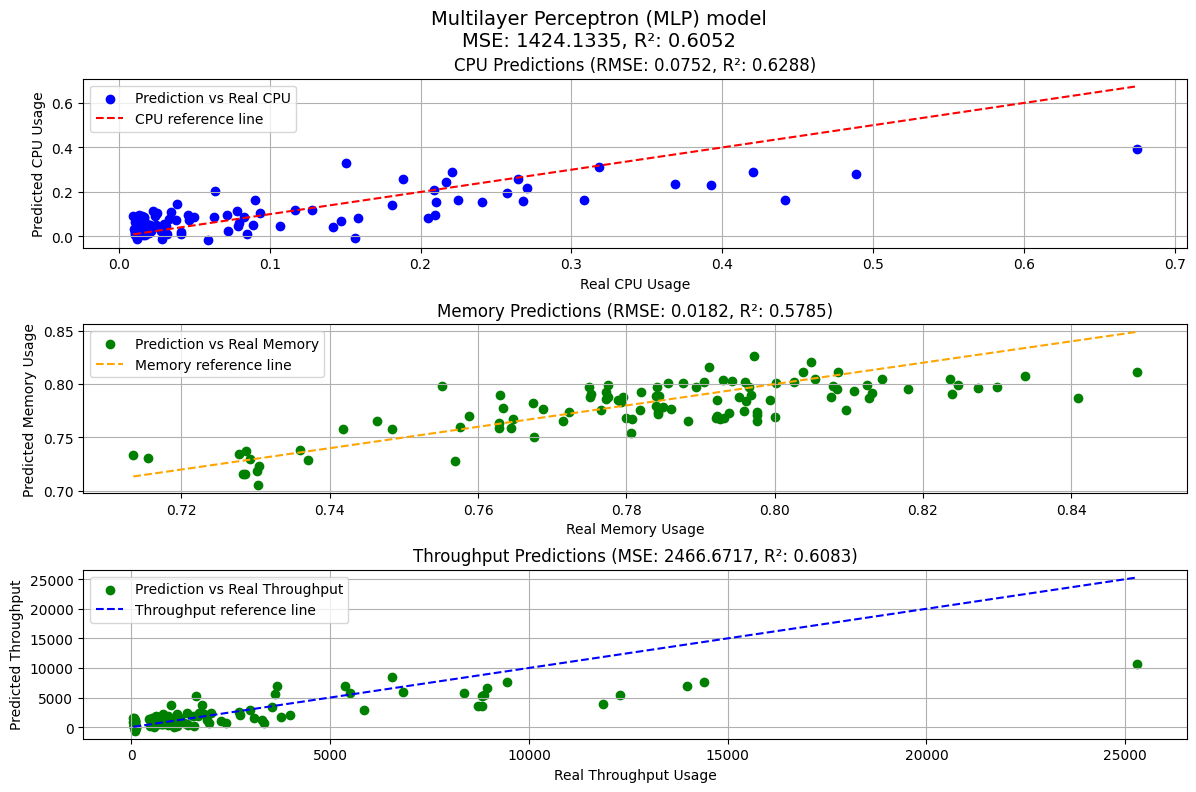 Multilayer Perceptron (MLP) model
MSE: 1424.1335, R²: 0.6052
CPU Predictions (RMSE: 0.0752, R²: 0.6288)
Predicted CPU Usage
0.6
0.4
0.2
0.0
Prediction vs Real CPU
CPU reference line
0.0 0.1 0.2 0.3 0.4 0.5 0.6 0.7
Real CPU Usage
Memory Predictions (RMSE: 0.0182, R²: 0.5785)
Predicted Memory Usage
0.85
0.80
0.75
0.70
Prediction vs Real Memory
Memory reference line
0.72 0.74 0.76 0.78 0.80 0.82 0.84
Real Memory Usage
Throughput Predictions (MSE: 2466.6717, R²: 0.6083)
Predicted Throughput
25000
20000
15000
10000
5000
0
Prediction vs Real Throughput
Throughput reference line
0 5000 10000 15000 20000 25000
Real Throughput Usage